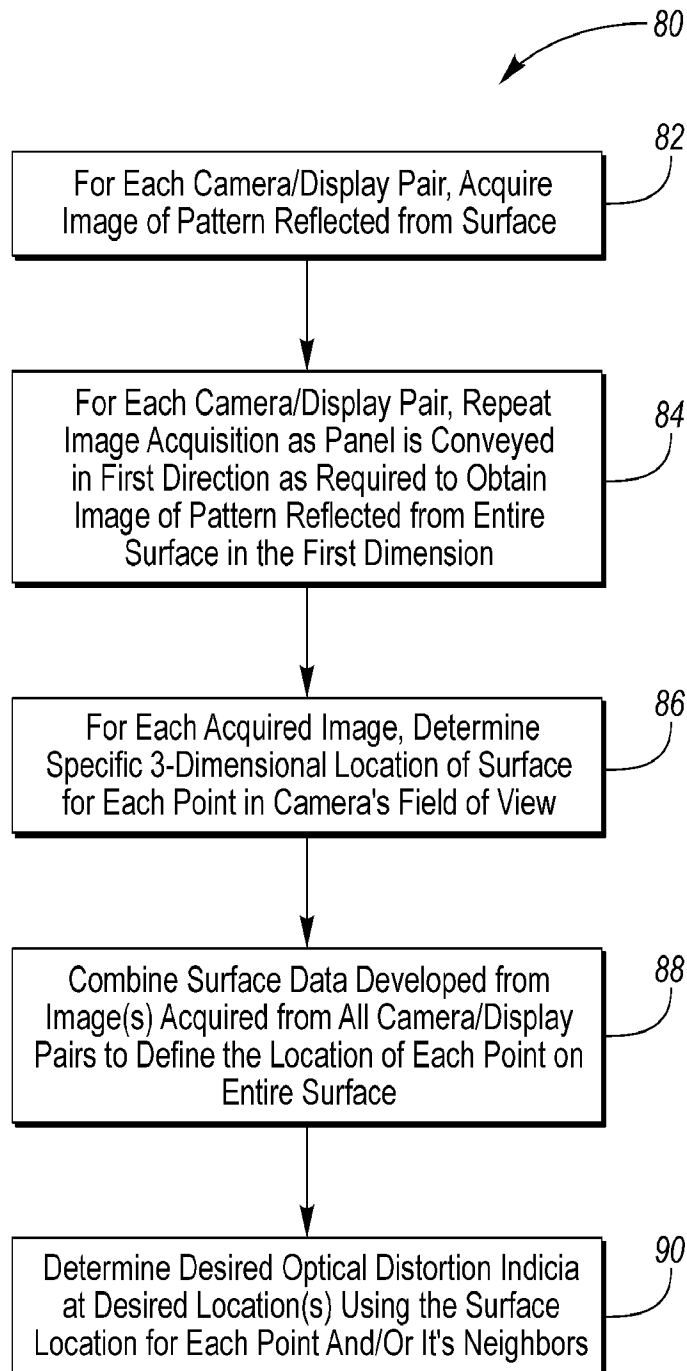 80
82
For Each Camera/Display Pair, Acquire
Image of Pattern Reflected from Surface
84
For Each Camera/Display Pair, Repeat
Image Acquisition as Panel is Conveyed
in First Direction as Required to Obtain
Image of Pattern Reflected from Entire
Surface in the First Dimension
86
For Each Acquired Image, Determine
Specific 3-Dimensional Location of Surface
for Each Point in Camera's Field of View
88
Combine Surface Data Developed from
Image(s) Acquired from All Camera/Display
Pairs to Define the Location of Each Point on
Entire Surface
90
Determine Desired Optical Distortion Indicia
at Desired Location(s) Using the Surface
Location for Each Point And/Or It's Neighbors